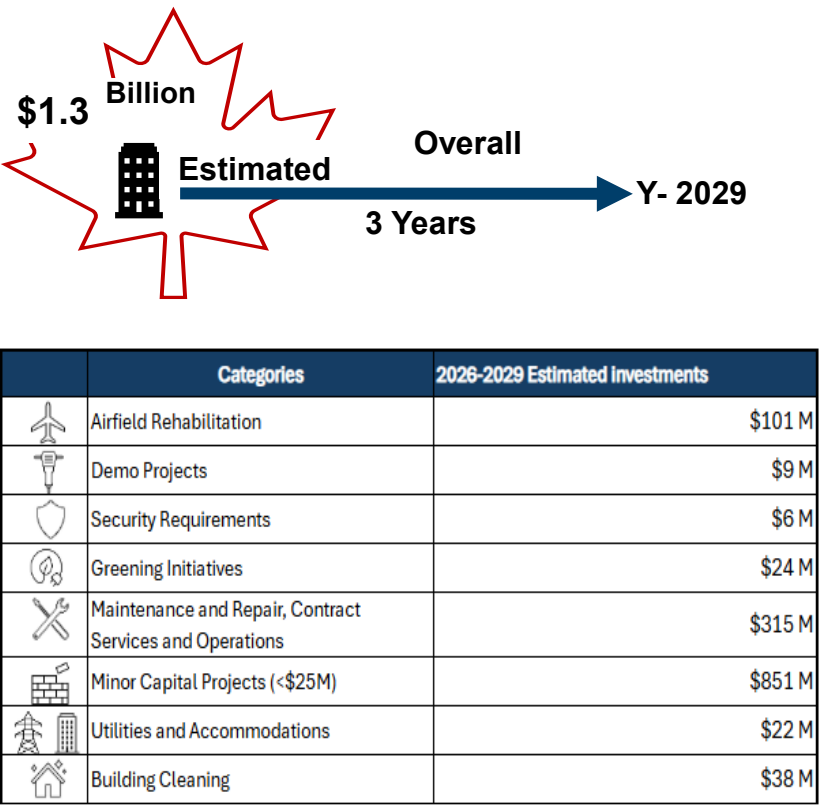 Billion
$1.3
Overall
Estimated
Y- 2029
3 Years
Categories 2026-2029 Estimated investments
Airfield Rehabilitation $101 M
Demo Projects $9 M
Security Requirements $6 M
Greening Initiatives $24 M
Maintenance and Repair, Contract
Services and Operations $315 M
Minor Capital Projects (<$25M) $851 M
Utilities and Accommodations $22 M
Building Cleaning $38 M